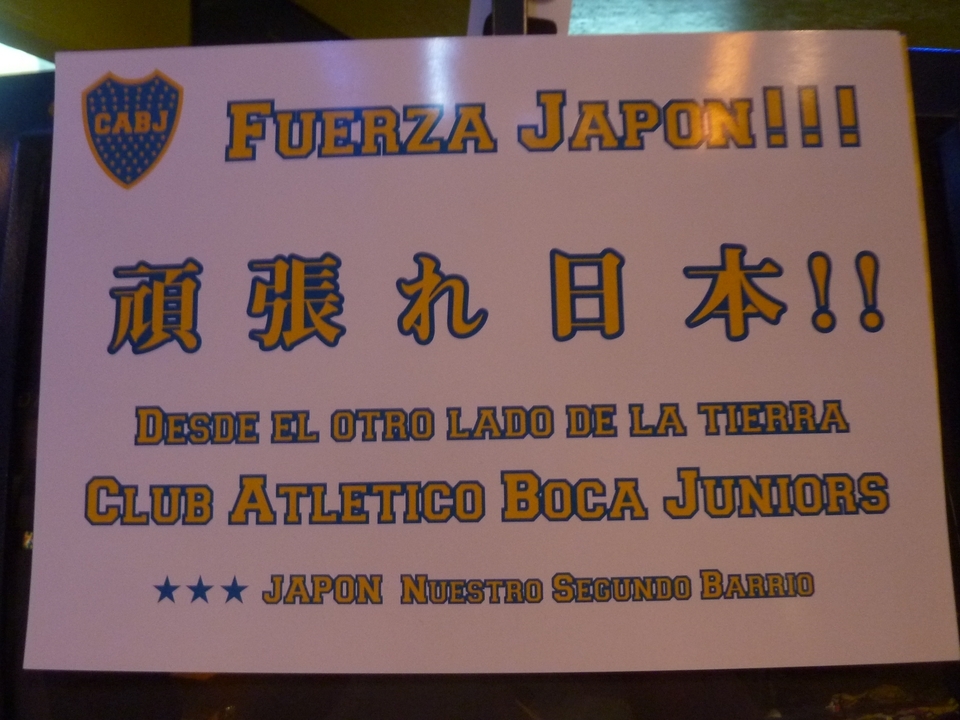 CABJ
FUERZA JAPON!!!
頑張れ日本!!
DESDE EL OTRO LADO DE LA TIERRA
CLUB ATLETICO BOCA JUNIORS
★★★ JAPON NUESTRO SEGUNDO BARRIO